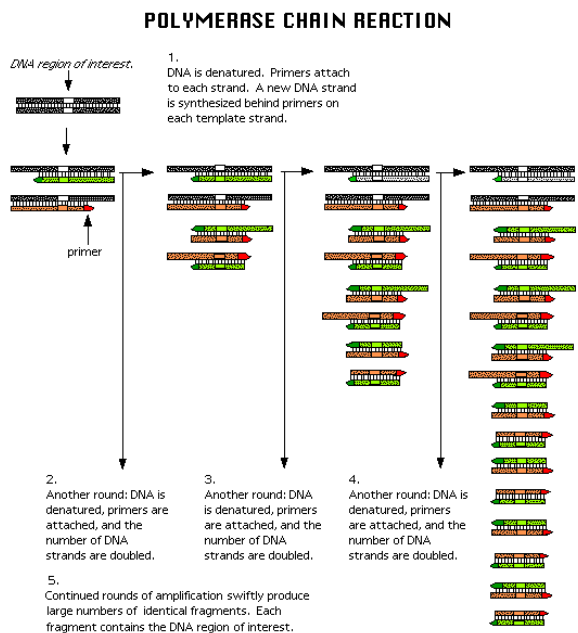 POLYMERASE CHAIN REACTION
DNA region of interest.
1.
DNA is denatured. Primers attach
to each strand. A new DNA strand
is synthesized behind primers on
each template strand.
primer
2.
Another round: DNA is
denatured, primers are
attached, and the
number of DNA
strands are doubled.
3.
Another round: DNA
is denatured, primers
are attached, and the
number of DNA
strands are doubled.
4.
Another round: DNA is
denatured, primers
are attached, and the
number of DNA
strands are doubled.
5.
Continued rounds of amplification swiftly produce
large numbers of identical fragments. Each
fragment contains the DNA region of interest.